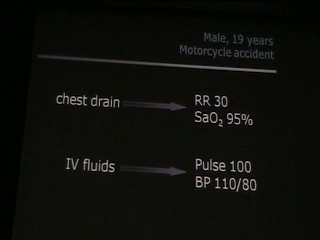 Male, 19 years
Motorcycle accident
chest drain
RR 30
SaO₂ 95%
IV fluids
Pulse 100
BP 110/80